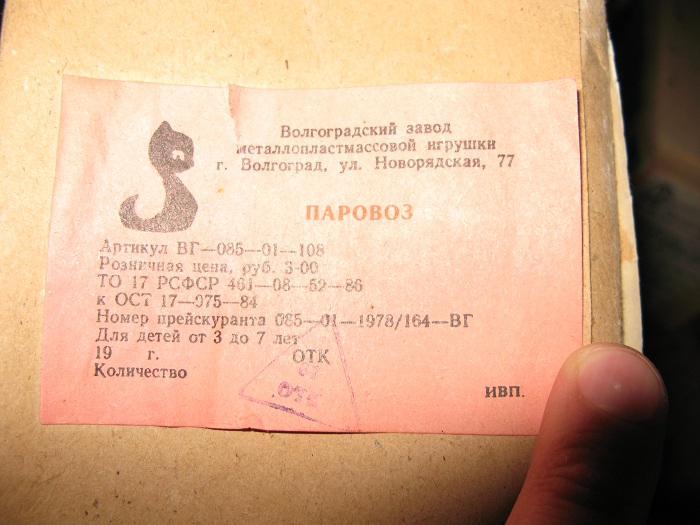 Волгоградский завод
металлопластмассовой игрушки
г. Волгоград, ул. Новорядская, 77
ПАРОВОЗ
Артикул ВГ—085—01—108
Розничная цена, руб. 3-00
ТО 17 РСФСР 461—08—52—86
к ОСТ 17—975—84
Номер прейскуранта 085—01—1978/164—ВГ
Для детей от 3 до 7 лет
19 г. ОТК
Количество
ИВП.